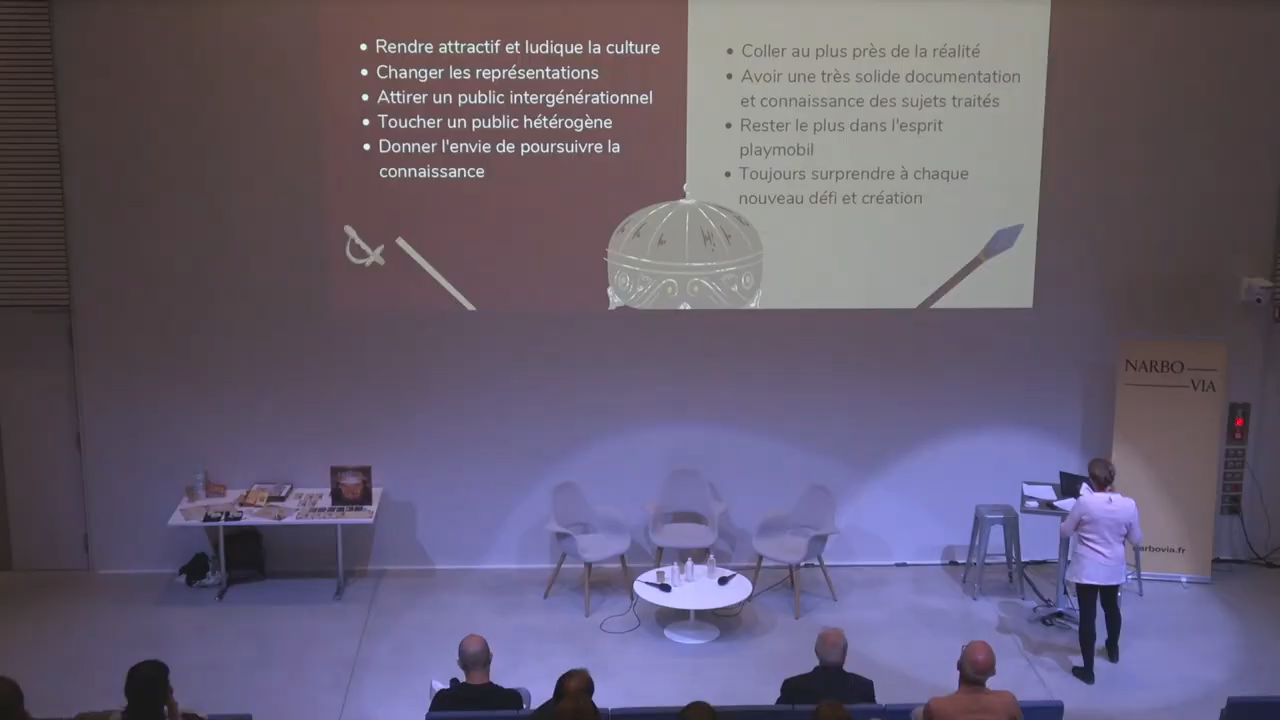 • Rendre attractif et ludique la culture
• Changer les représentations
• Attirer un public intergénérationnel
• Toucher un public hétérogène
• Donner l'envie de poursuivre la
connaissance
• Coller au plus près de la réalité
• Avoir une très solide documentation
et connaissance des sujets traités
• Rester le plus dans l'esprit
playmobil
• Toujours surprendre à chaque
nouveau défi et création
NARBO
VIA
narbovia.fr